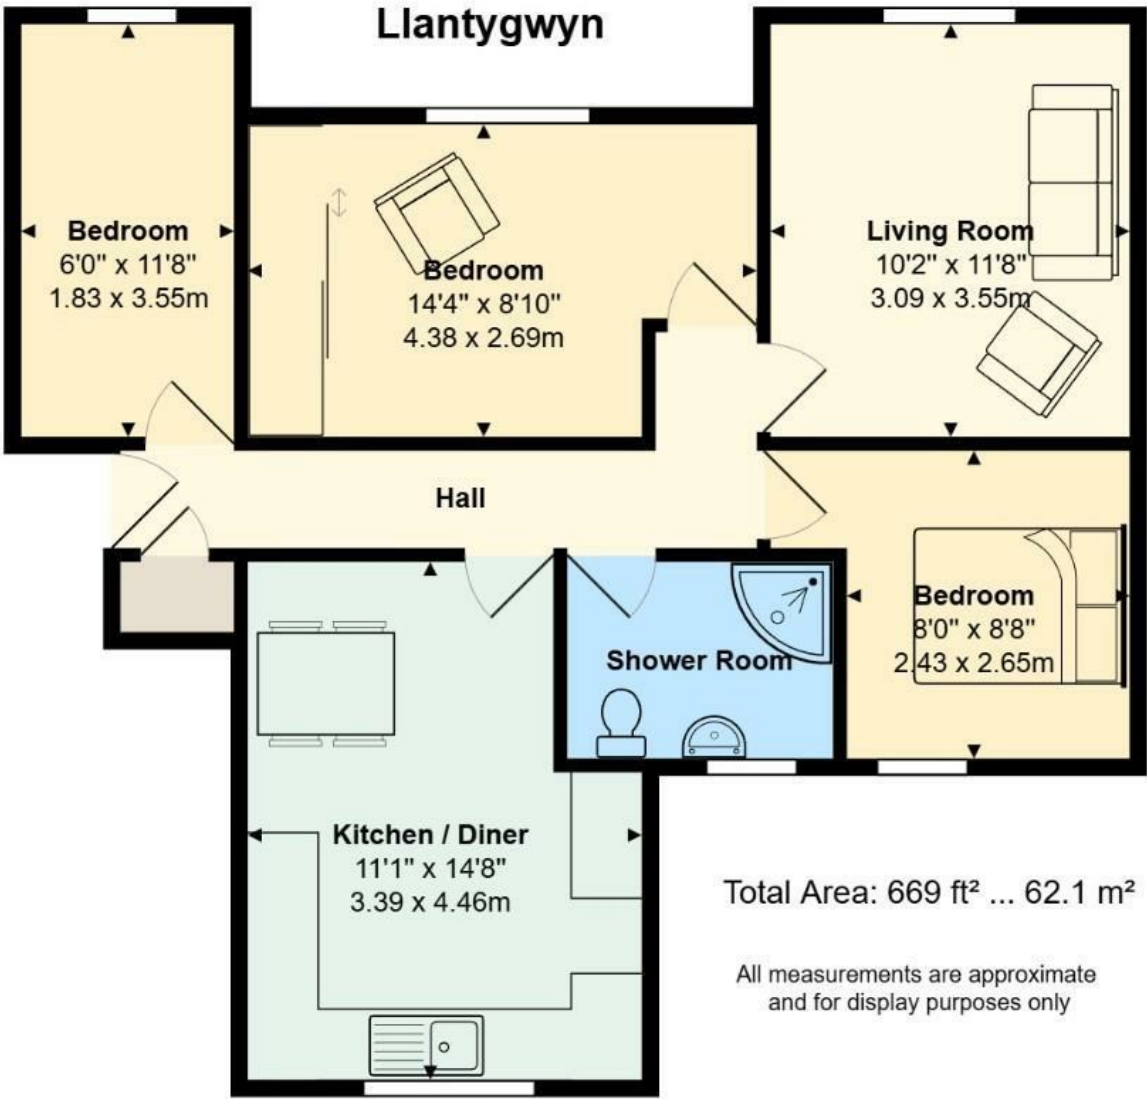 Llantygwyn
Bedroom
6'0" x 11'8"
1.83 x 3.55m
Bedroom
14'4" x 8'10"
4.38 x 2.69m
Living Room
10'2" x 11'8"
3.09 x 3.55m
Hall
Bedroom
8'0" x 8'8"
2.43 x 2.65m
Shower Room
Kitchen / Diner
11'1" x 14'8"
3.39 x 4.46m
Total Area: 669 ft² ... 62.1 m²
All measurements are approximate
and for display purposes only